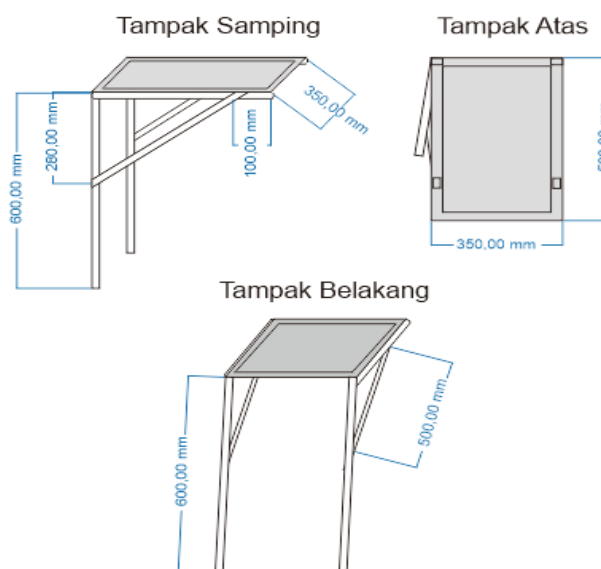 Tampak Samping
Tampak Atas
350,00 mm
280,00 mm
100,00 mm
600,00 mm
350,00 mm
Tampak Belakang
500,00 mm
600,00 mm